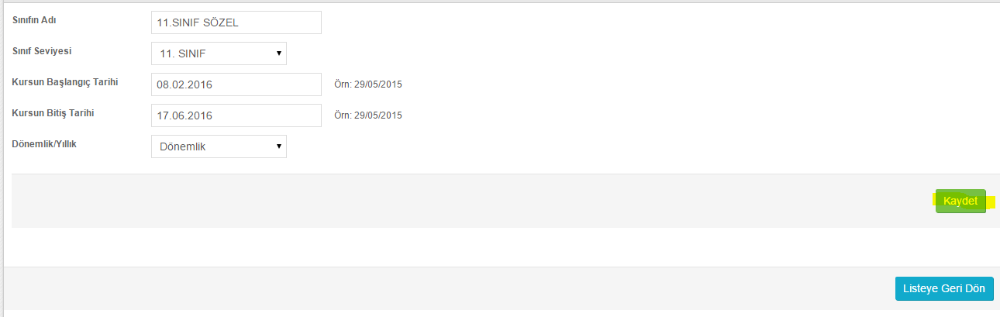 Sınıfın Adı 11.SINIF SÖZEL
Sınıf Seviyesi 11. SINIF
Kursun Başlangıç Tarihi 08.02.2016 Örn: 29/05/2015
Kursun Bitiş Tarihi 17.06.2016 Örn: 29/05/2015
Dönemlik/Yıllık Dönemlik
Kaydet
Listeye Geri Dön